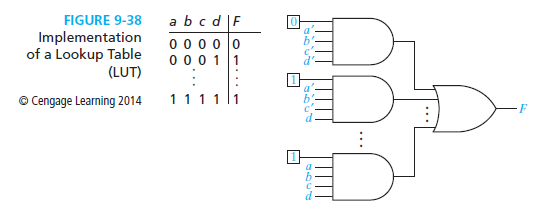 FIGURE 9-38
Implementation
of a Lookup Table
(LUT)
© Cengage Learning 2014
a b c d F
0 0 0 0 0
0 0 0 1 1
1 1 1 1 1
0
a'
b'
c'
d'
1
a'
b'
c'
d
1
a
b
c
d
F